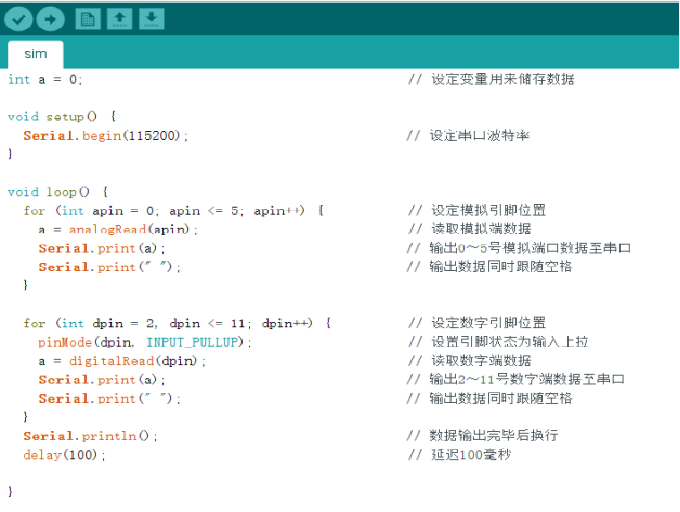 sim
int a = 0; // 设定变量用来储存数据
void setup() {
Serial.begin(115200); // 设定串口波特率
}
void loop() {
for (int apin = 0; apin <= 5; apin++) { // 设定模拟引脚位置
a = analogRead(apin); // 读取模拟端数据
Serial.print(a); // 输出0～5号模拟端口数据至串口
Serial.print(" "); // 输出数据同时跟随空格
}
for (int dpin = 2, dpin <= 11; dpin++) { // 设定数字引脚位置
pinMode(dpin, INPUT_PULLUP); // 设置引脚状态为输入上拉
a = digitalRead(dpin); // 读取数字端数据
Serial.print(a); // 输出2～11号数字端数据至串口
Serial.print(" "); // 输出数据同时跟随空格
}
Serial.println(); // 数据输出完毕后换行
delay(100); // 延迟100毫秒
}